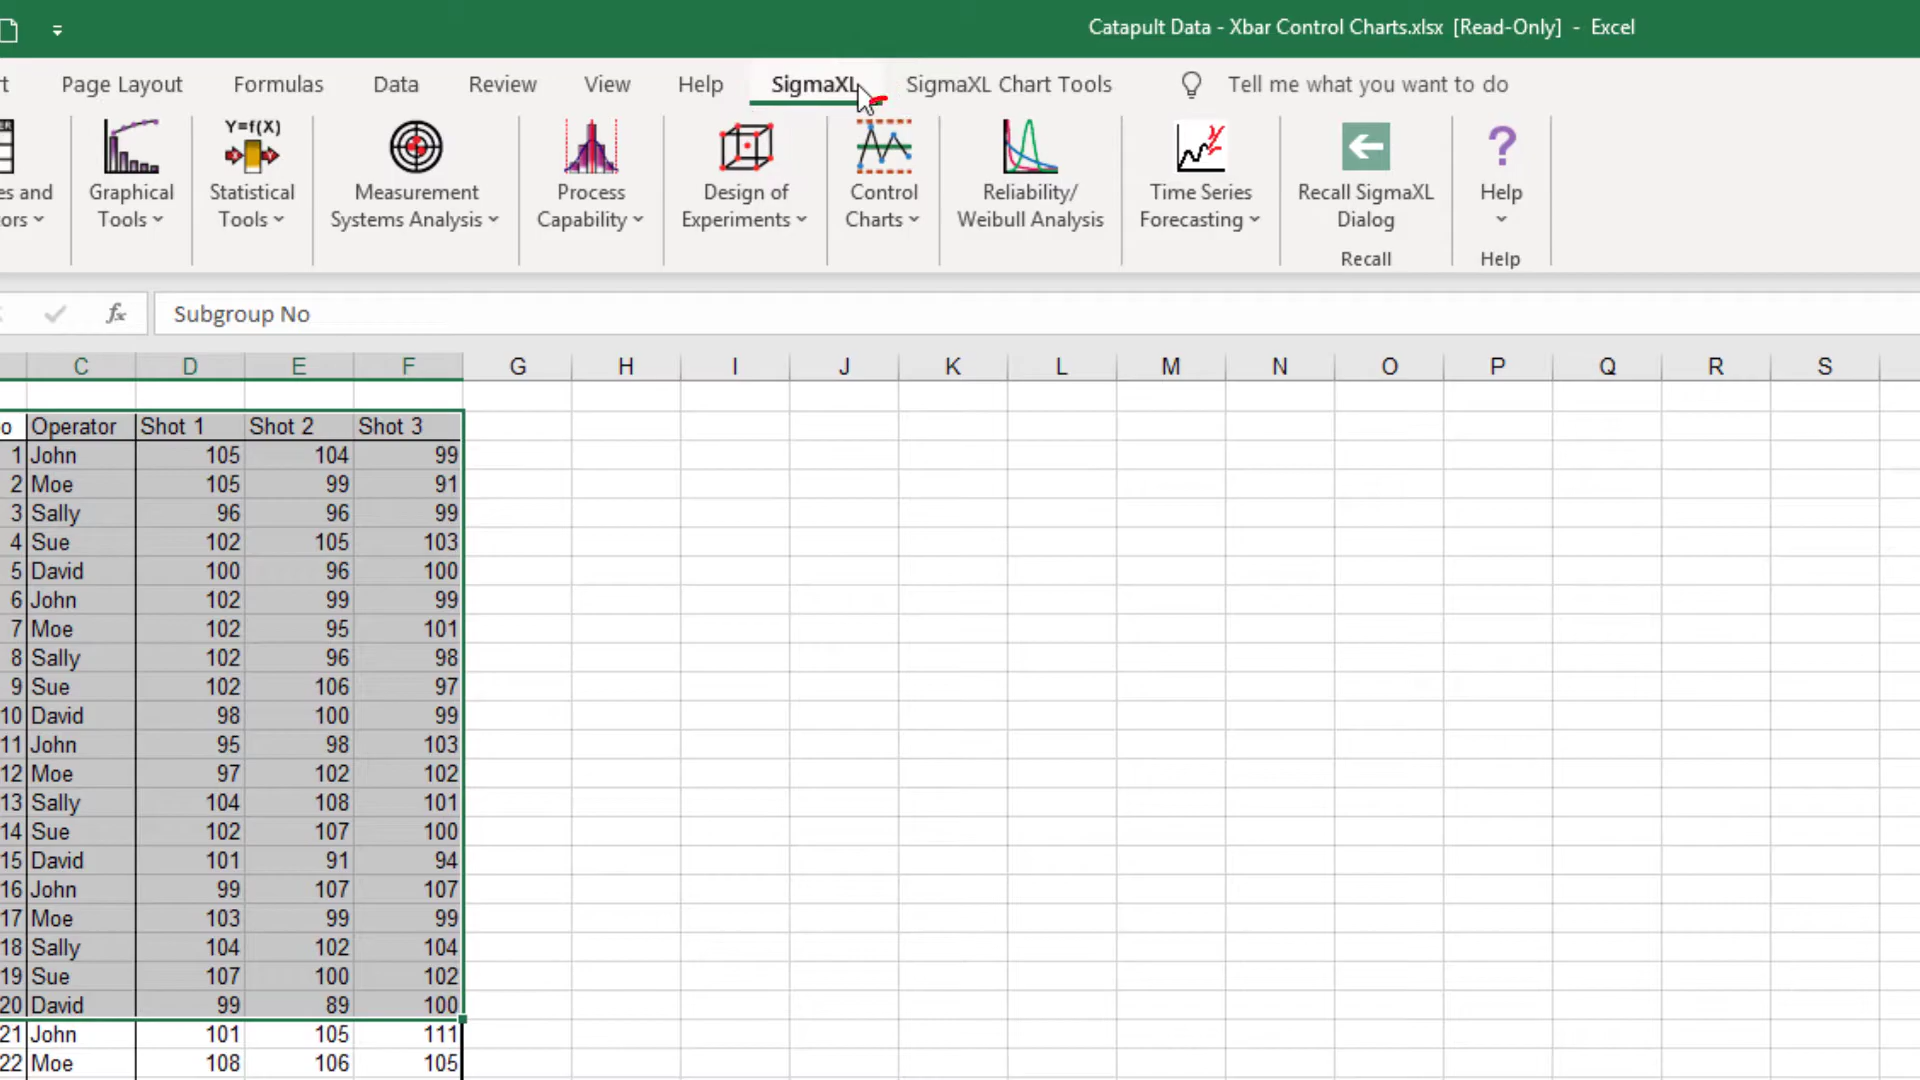 Catapult Data - Xbar Control Charts.xlsx [Read-Only] - Excel
rt Page Layout Formulas Data Review View Help SigmaXL SigmaXL Chart Tools Tell me what you want to do
Y=f(X)
es and Graphical Statistical Measurement Process Design of Control Reliability/ Time Series Recall SigmaXL Help
ors Tools Tools Systems Analysis Capability Experiments Charts Weibull Analysis Forecasting Dialog
Recall Help
fx Subgroup No
C D E F G H I J K L M N O P Q R S
o Operator Shot 1 Shot 2 Shot 3
1 John 105 104 99
2 Moe 105 99 91
3 Sally 96 96 99
4 Sue 102 105 103
5 David 100 96 100
6 John 102 99 99
7 Moe 102 95 101
8 Sally 102 96 98
9 Sue 102 106 97
10 David 98 100 99
11 John 95 98 103
12 Moe 97 102 102
13 Sally 104 108 101
14 Sue 102 107 100
15 David 101 91 94
16 John 99 107 107
17 Moe 103 99 99
18 Sally 104 102 104
19 Sue 107 100 102
20 David 99 89 100
21 John 101 105 111
22 Moe 108 106 105